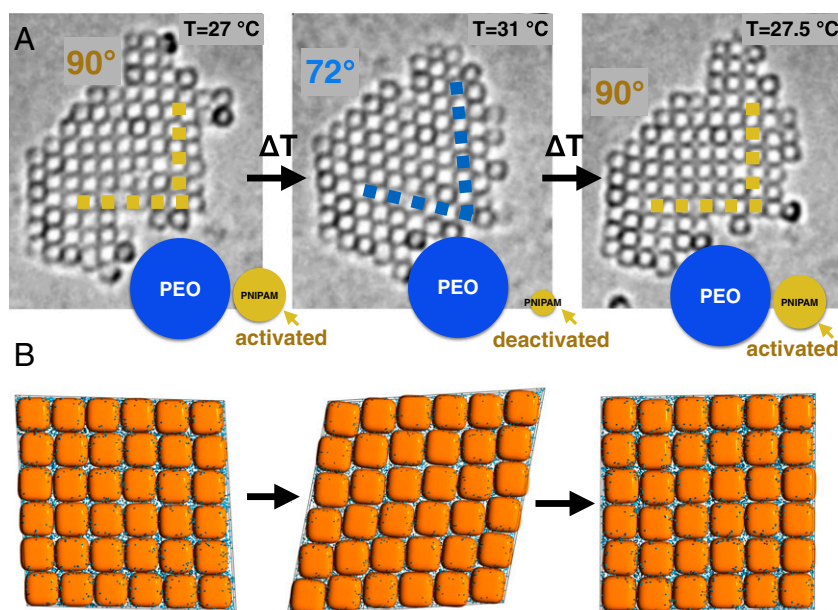 A
T=27 °C
T=31 °C
T=27.5 °C
90°
72°
90°
ΔT
ΔT
PEO
PNIPAM
activated
PEO
PNIPAM
deactivated
PEO
PNIPAM
activated
B